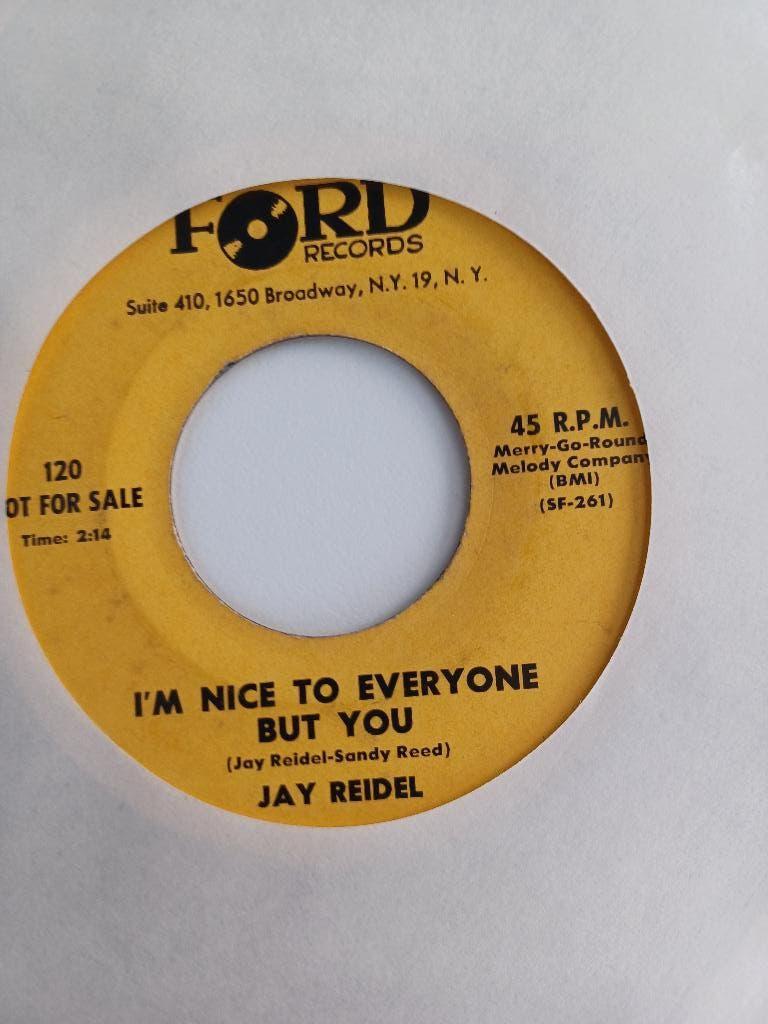 FORD
RECORDS
Suite 410, 1650 Broadway, N.Y. 19, N. Y.
45 R.P.M.
Merry-Go-Round
Melody Company
(BMI)
(SF-261)
120
OT FOR SALE
Time: 2:14
I'M NICE TO EVERYONE
BUT YOU
(Jay Reidel-Sandy Reed)
JAY REIDEL